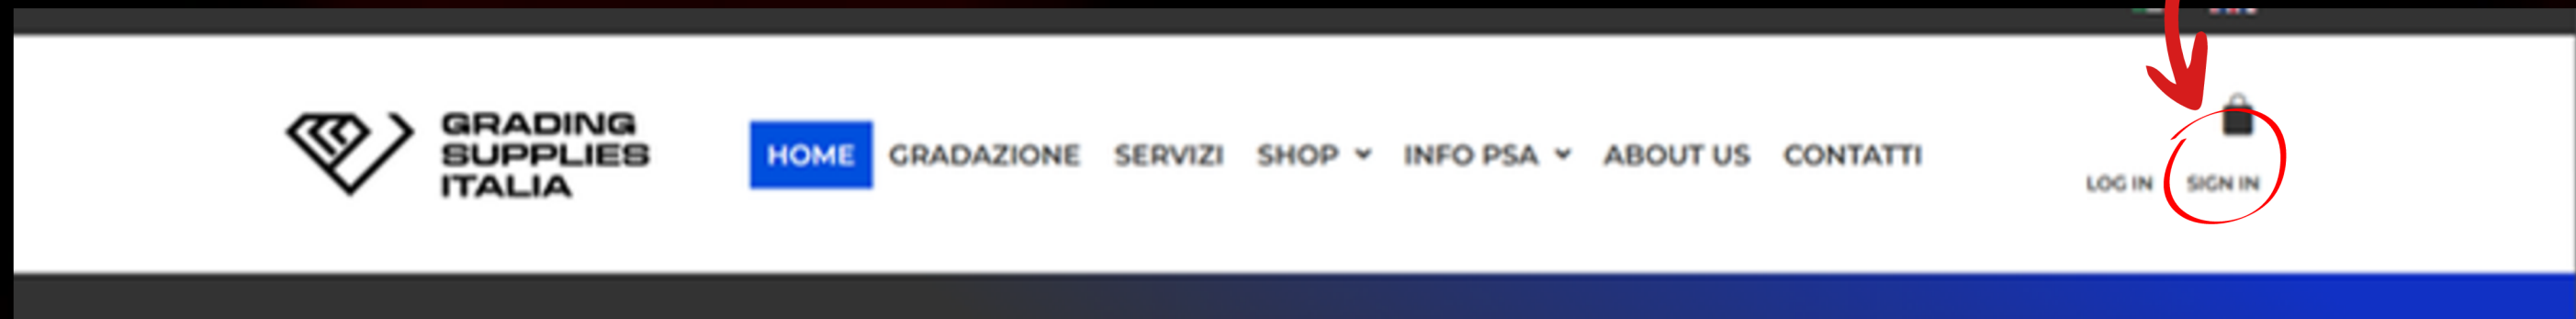 GRADING
SUPPLIES
ITALIA
HOME GRADAZIONE SERVIZI SHOP INFO PSA ABOUT US CONTATTI
LOG IN SIGN IN